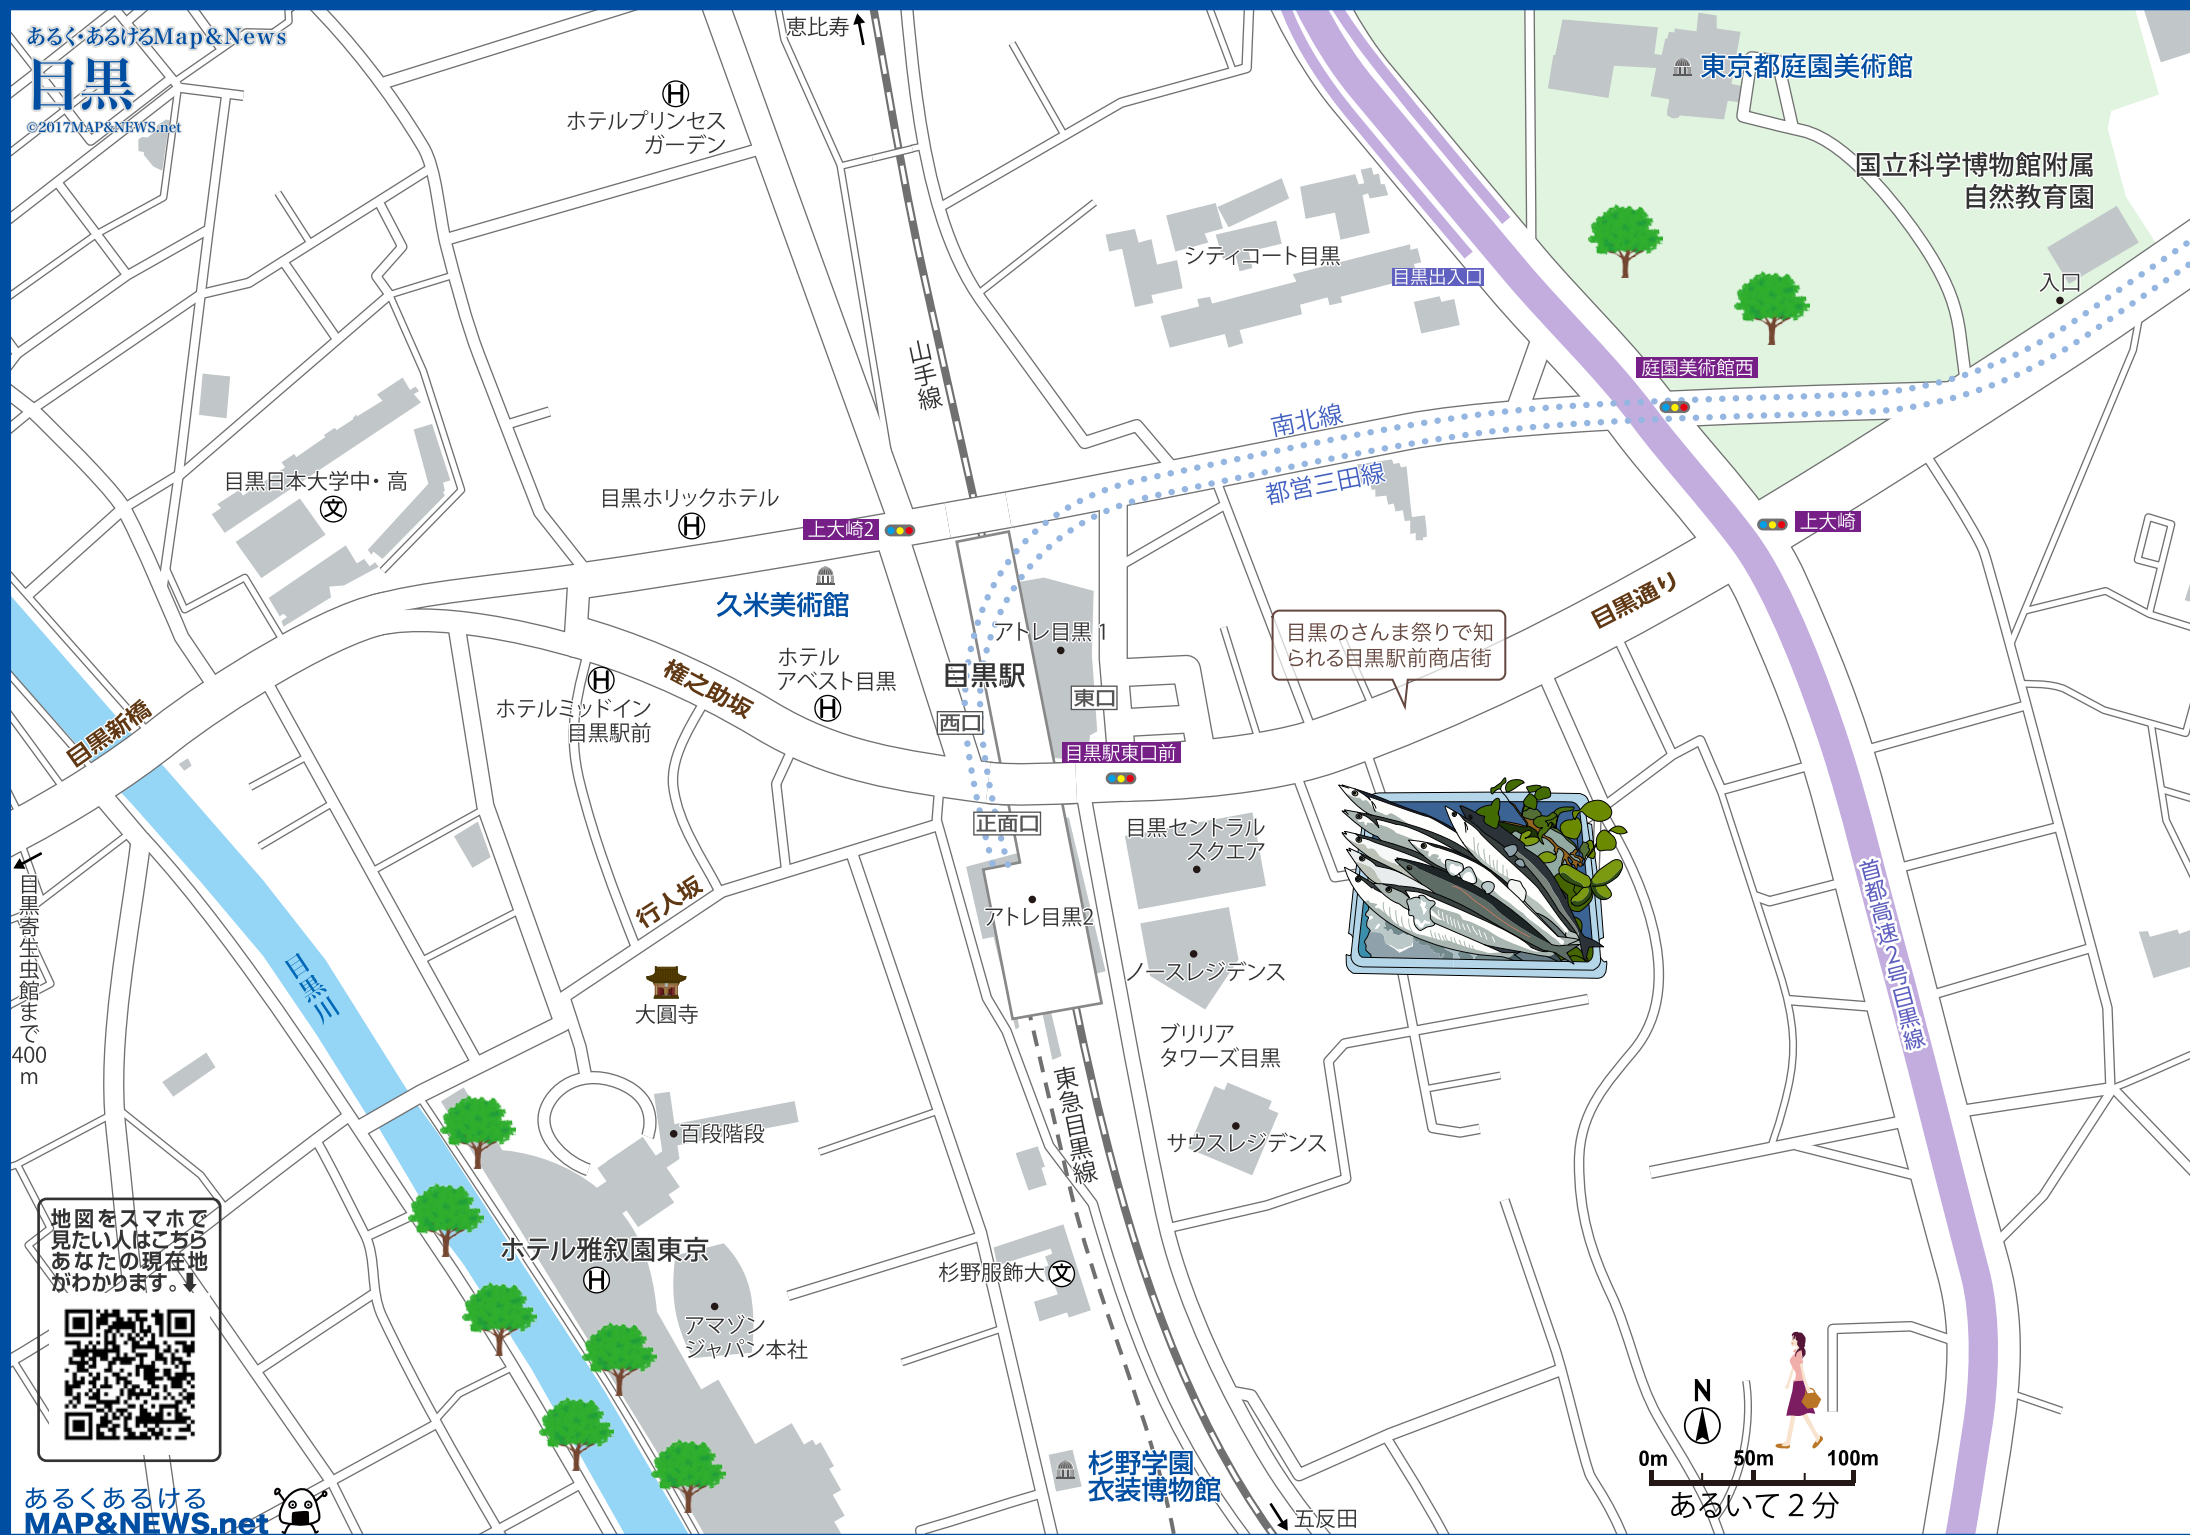 あるく・あるけるMap&News
目黒
©2017MAP&NEWS.net
恵比寿
ホテルプリンセス
ガーデン
東京都庭園美術館
国立科学博物館附属
自然教育園
入口
シティコート目黒
目黒出入口
山手線
庭園美術館西
南北線
都営三田線
目黒日本大学中・高
文
目黒ホリックホテル
上大崎2
上大崎
久米美術館
目黒通り
アトレ目黒1
目黒のさんま祭りで知
られる目黒駅前商店街
ホテル
アベスト目黒
目黒駅
権之助坂
東口
西口
ホテルミッドイン
目黒駅前
目黒新橋
目黒駅東口前
正面口
目黒セントラル
スクエア
目黒寄生虫館まで
400
m
行人坂
アトレ目黒2
首都高速2号目黒線
ノースレジデンス
目黒川
大圓寺
ブリリア
タワーズ目黒
東急目黒線
百段階段
サウスレジデンス
地図をスマホで
見たい人はこちら
あなたの現在地
がわかります。
ホテル雅叙園東京
杉野服飾大
文
アマゾン
ジャパン本社
N
0m 50m 100m
あるいて2分
杉野学園
衣装博物館
五反田
あるくあるける
MAP&NEWS.net
H
H
H
H
H